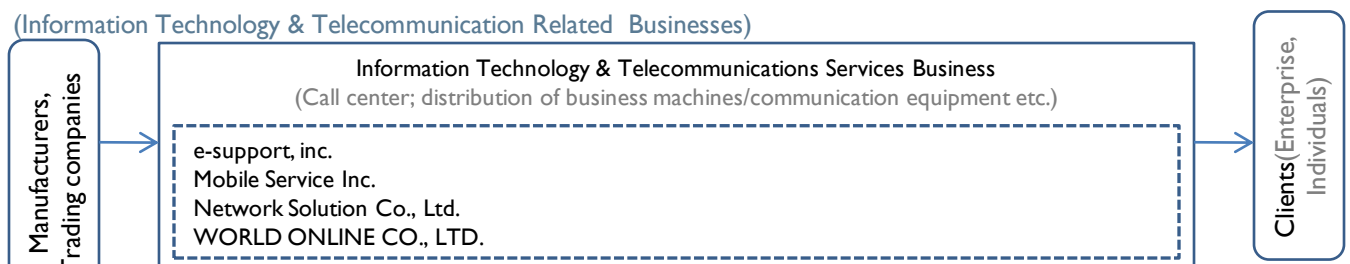 (Information Technology & Telecommunication Related Businesses)
Manufacturers,
Trading companies
Information Technology & Telecommunications Services Business
(Call center; distribution of business machines/communication equipment etc.)
e-support, inc.
Mobile Service Inc.
Network Solution Co., Ltd.
WORLD ONLINE CO., LTD.
Clients(Enterprise,
Individuals)